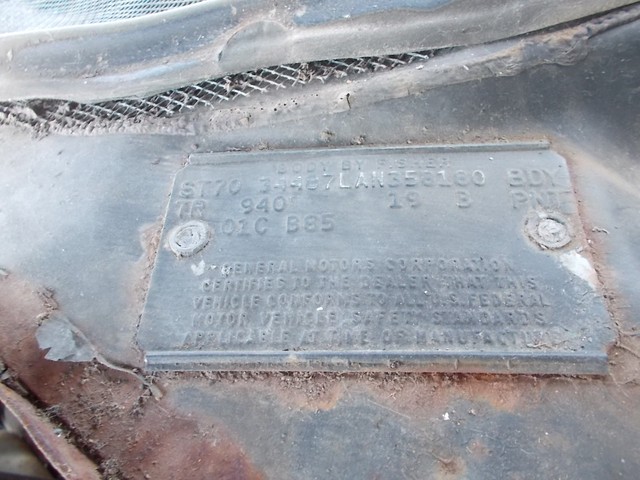 BODY BY FISHER
ST70 34487LAN356180 BDY
TR 940 19 B PNT
01C B85
GENERAL MOTORS CORPORATION
CERTIFIES TO THE DEALER THAT THIS
VEHICLE CONFORMS TO ALL U.S. FEDERAL
MOTOR VEHICLE SAFETY STANDARDS
APPLICABLE AT TIME OF MANUFACTURE